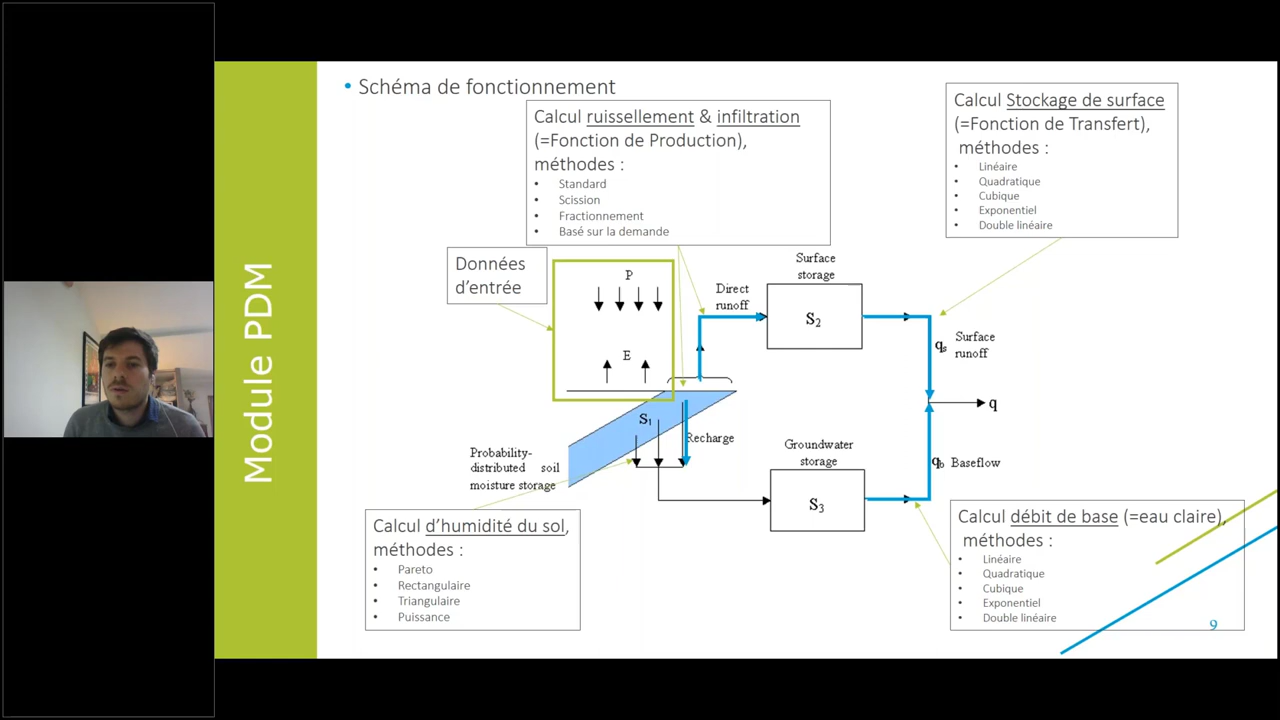 Module PDM
• Schéma de fonctionnement
Calcul ruissellement & infiltration
(=Fonction de Production),
méthodes :
• Standard
• Scission
• Fractionnement
• Basé sur la demande
Calcul Stockage de surface
(=Fonction de Transfert),
méthodes :
• Linéaire
• Quadratique
• Cubique
• Exponentiel
• Double linéaire
Données
d'entrée
P
E
Direct
runoff
Surface
storage
S2
qs Surface
runoff
q
S1
Recharge
Probability-
distributed soil
moisture storage
Groundwater
storage
S3
qb Baseflow
Calcul d'humidité du sol,
méthodes :
• Pareto
• Rectangulaire
• Triangulaire
• Puissance
Calcul débit de base (=eau claire),
méthodes :
• Linéaire
• Quadratique
• Cubique
• Exponentiel
• Double linéaire
9